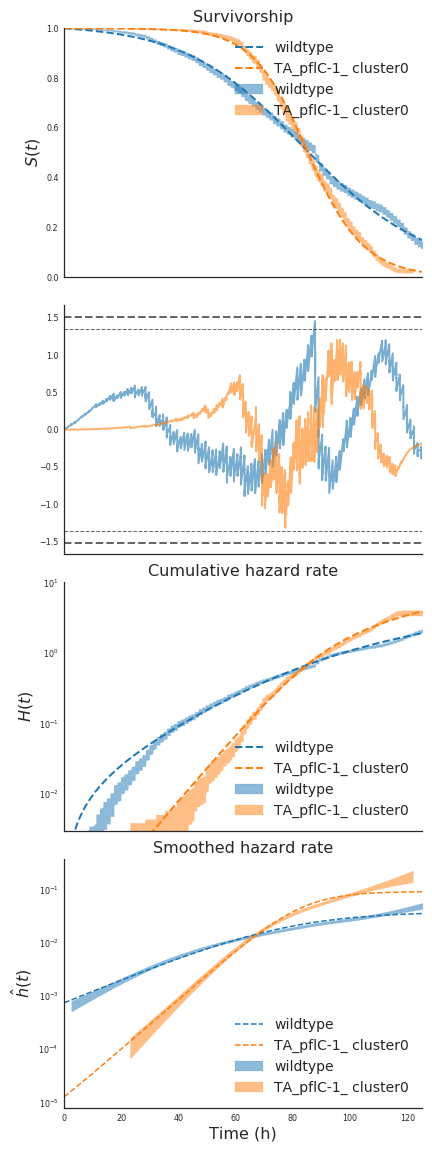 Survivorship
1.0
0.8
0.6
0.4
0.2
0.0
S(t)
wildtype
TA_pflC-1_ cluster0
wildtype
TA_pflC-1_ cluster0
1.5
1.0
0.5
0.0
−0.5
−1.0
−1.5
Cumulative hazard rate
10¹
10⁰
10⁻¹
10⁻²
H(t)
wildtype
TA_pflC-1_ cluster0
wildtype
TA_pflC-1_ cluster0
Smoothed hazard rate
10⁻¹
10⁻²
10⁻³
10⁻⁴
10⁻⁵
ĥ(t)
wildtype
TA_pflC-1_ cluster0
wildtype
TA_pflC-1_ cluster0
0 20 40 60 80 100 120
Time (h)